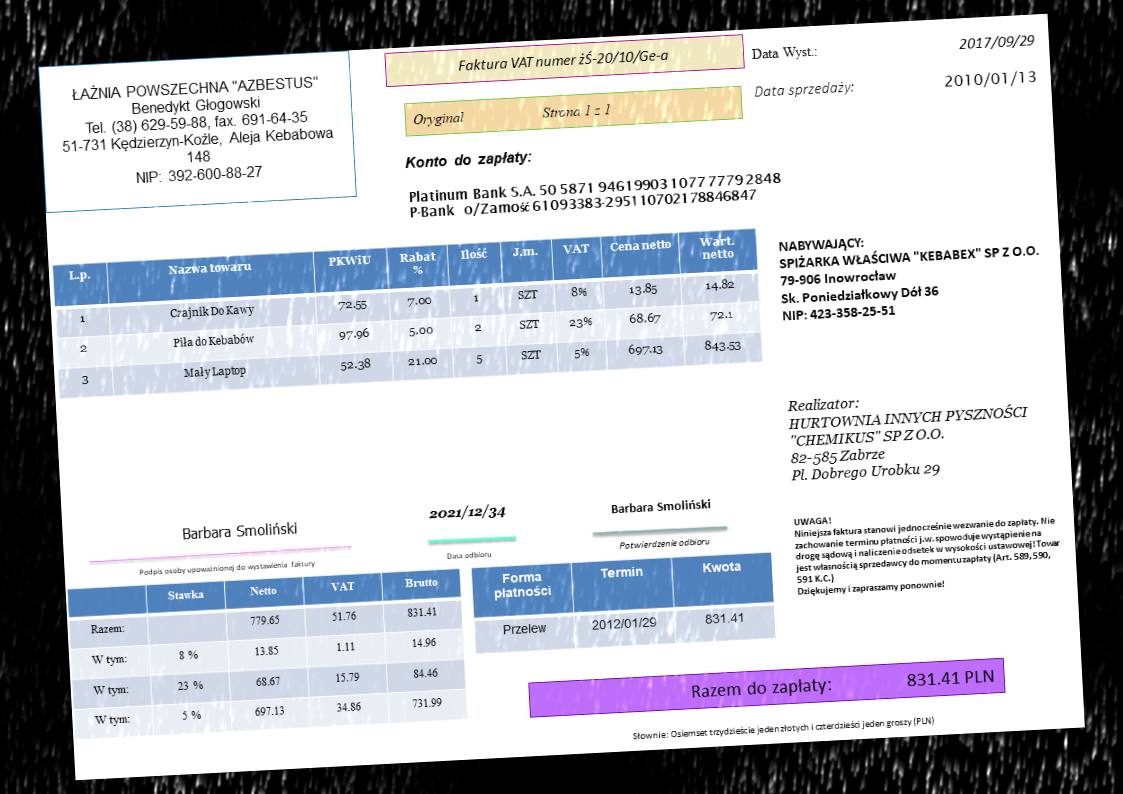 ŁAŹNIA POWSZECHNA "AZBESTUS"
Benedykt Głogowski
Tel. (38) 629-59-88, fax. 691-64-35
51-731 Kędzierzyn-Koźle, Aleja Kebabowa
148
NIP: 392-600-88-27
Faktura VAT numer żŚ-20/10/Ge-a
Oryginal Strona 1 z 1
Data Wyst.: 2017/09/29
Data sprzedaży: 2010/01/13
Konto do zapłaty:
Platinum Bank S.A. 50 5871 94619903 1077 7779 2848
P-Bank o/Zamość 61093383-295110702178846847
NABYWAJĄCY:
SPIŻARKA WŁAŚCIWA "KEBABEX" SP Z O.O.
79-906 Inowrocław
Sk. Poniedziałkowy Dół 36
NIP: 423-358-25-51
L.p. Nazwa towaru PKWiU Rabat % Ilość J.m. VAT Cena netto Wart. netto
1 Czajnik Do Kawy 72.55 7.00 1 SZT 8% 13.85 14.82
2 Piła do Kebabów 97.96 5.00 2 SZT 23% 68.67 72.1
3 Mały Laptop 52.38 21.00 5 SZT 5% 697.13 843.53
Realizator:
HURTOWNIA INNYCH PYSZNOŚCI
"CHEMIKUS" SP Z O.O.
82-585 Zabrze
Pl. Dobrego Urobku 29
Barbara Smoliński
Podpis osoby upoważnionej do wystawienia faktury
2021/12/34
Data odbioru
Barbara Smoliński
Potwierdzenie odbioru
UWAGA!
Niniejsza faktura stanowi jednocześnie wezwanie do zapłaty. Nie
zachowanie terminu płatności j.w. spowoduje wystąpienie na
drogę sądową i naliczenie odsetek w wysokości ustawowej! Towar
jest własnością sprzedawcy do momentu zapłaty (Art. 589, 590,
591 K.C.)
Dziękujemy i zapraszamy ponownie!
Stawka Netto VAT Brutto
Razem: 779.65 51.76 831.41
W tym: 8 % 13.85 1.11 14.96
W tym: 23 % 68.67 15.79 84.46
W tym: 5 % 697.13 34.86 731.99
Forma płatności Termin Kwota
Przelew 2012/01/29 831.41
Razem do zapłaty: 831.41 PLN
Słownie: Osiemset trzydzieście jeden złotych i czterdzieści jeden groszy (PLN)